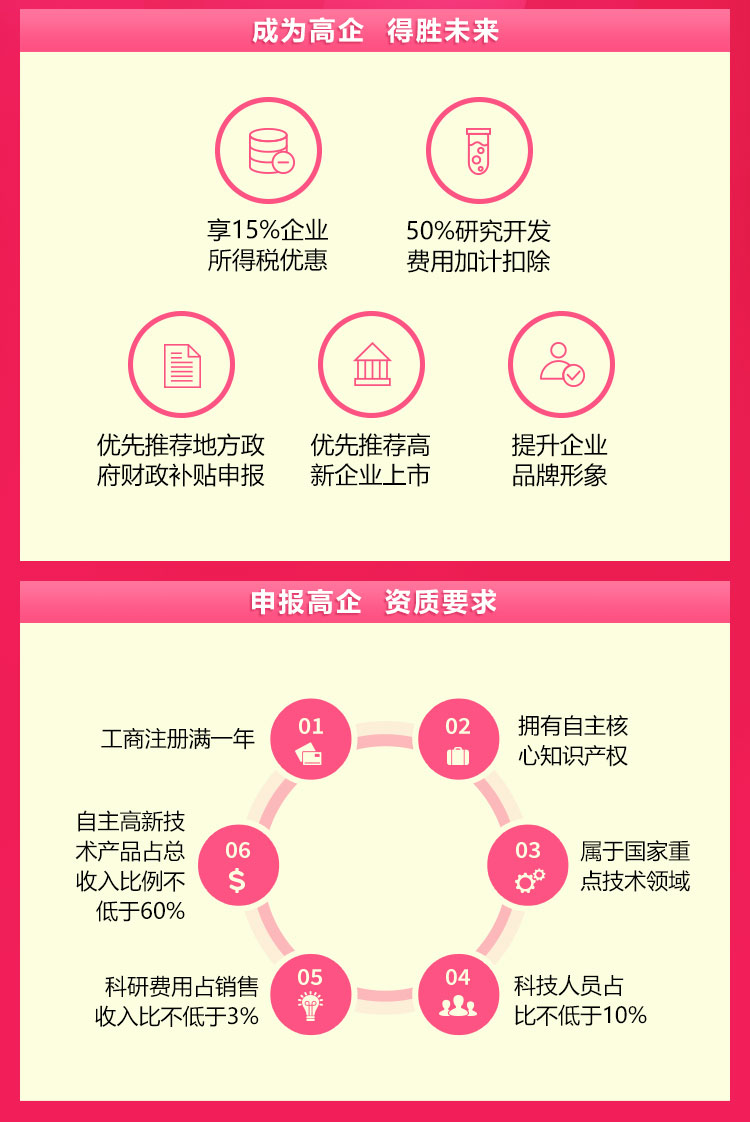 成为高企 得胜未来
享15%企业
所得税优惠
50%研究开发
费用加计扣除
优先推荐地方政
府财政补贴申报
优先推荐高
新企业上市
提升企业
品牌形象
申报高企 资质要求
01
工商注册满一年
02
拥有自主核
心知识产权
03
属于国家重
点技术领域
04
科技人员占
比不低于10%
05
科研费用占销售
收入比不低于3%
06
自主高新技
术产品占总
收入比例不
低于60%